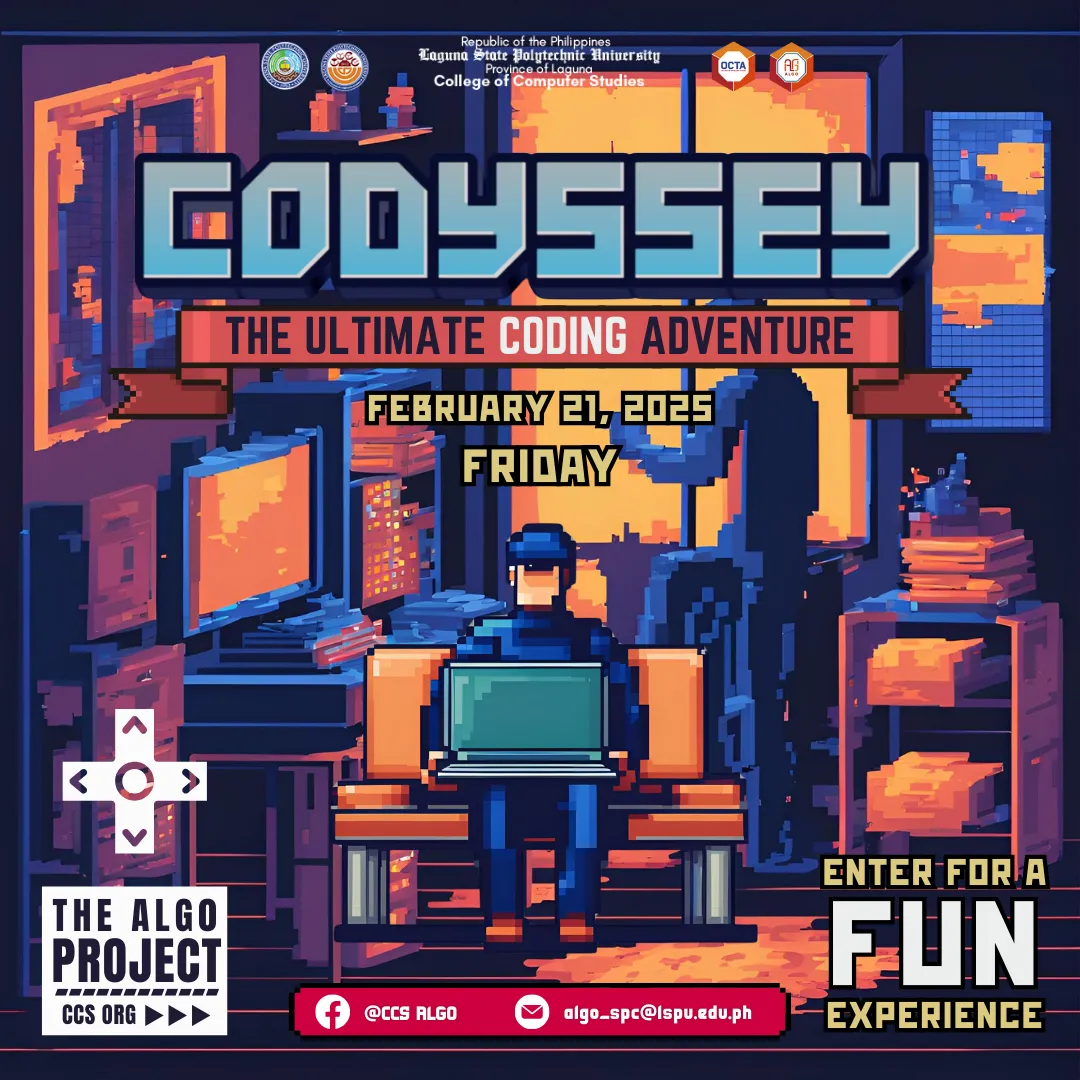 Republic of the Philippines
Laguna State Polytechnic University
Province of Laguna
College of Computer Studies
OCTA
ALGO
CODYSSEY
THE ULTIMATE CODING ADVENTURE
FEBRUARY 21, 2025
FRIDAY
THE ALGO
PROJECT
CCS ORG
@CCS ALGO
algo_spc@lspu.edu.ph
ENTER FOR A
FUN
EXPERIENCE